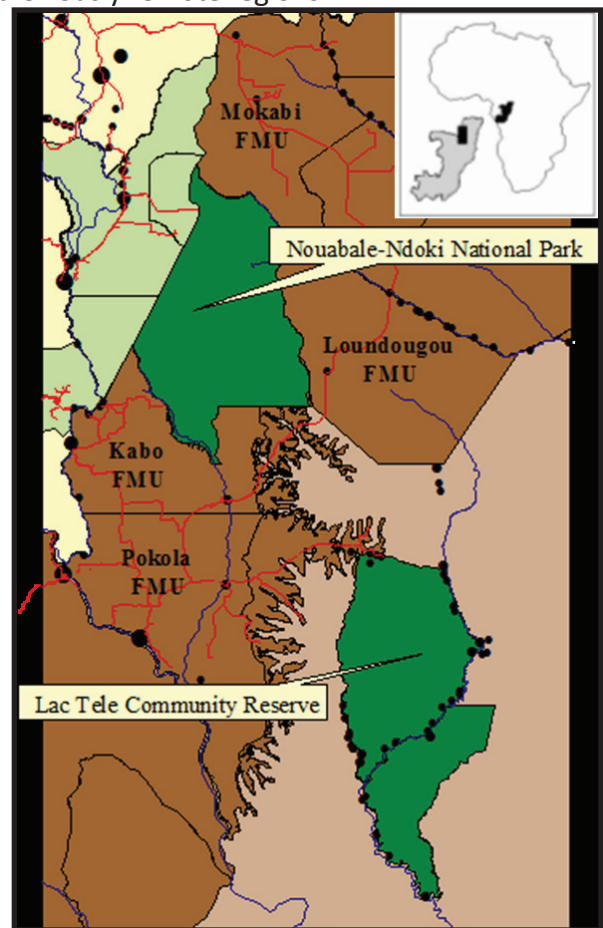 Mokabi
FMU
Nouabale-Ndoki National Park
Loundougou
FMU
Kabo
FMU
Pokola
FMU
Lac Tele Community Reserve